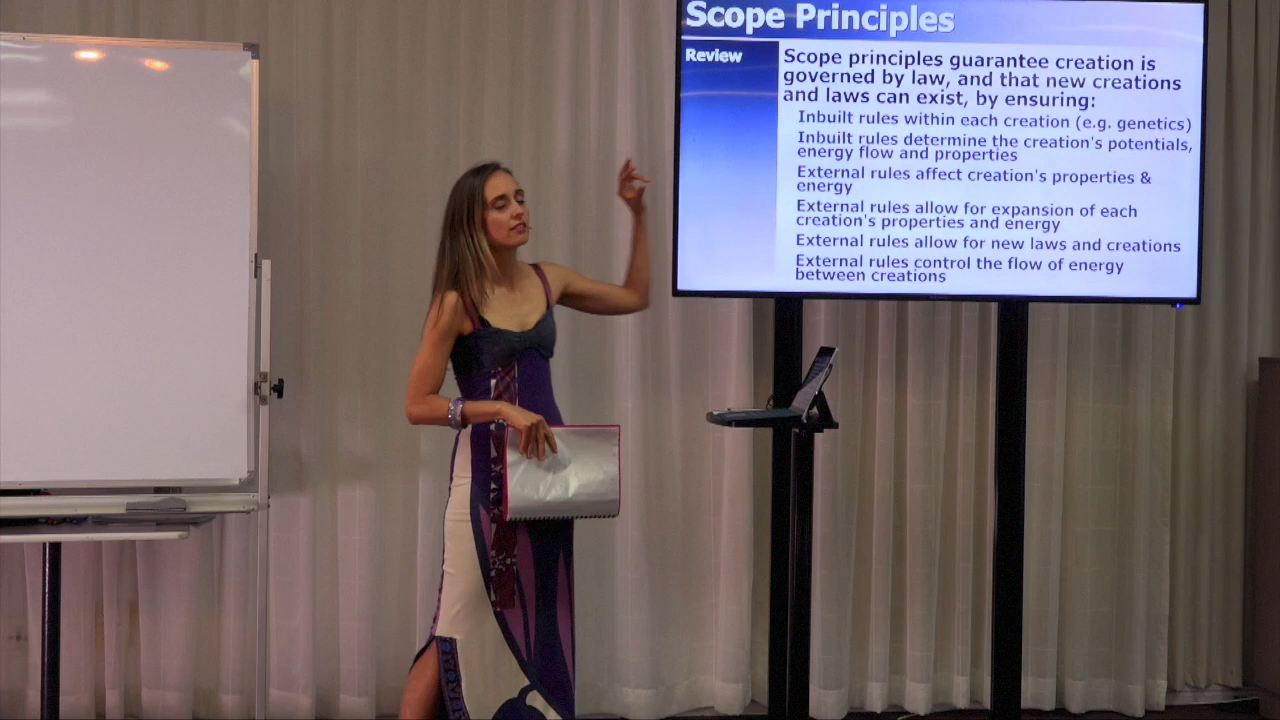 Scope Principles
Review
Scope principles guarantee creation is
governed by law, and that new creations
and laws can exist, by ensuring:
Inbuilt rules within each creation (e.g. genetics)
Inbuilt rules determine the creation's potentials,
energy flow and properties
External rules affect creation's properties &
energy
External rules allow for expansion of each
creation's properties and energy
External rules allow for new laws and creations
External rules control the flow of energy
between creations